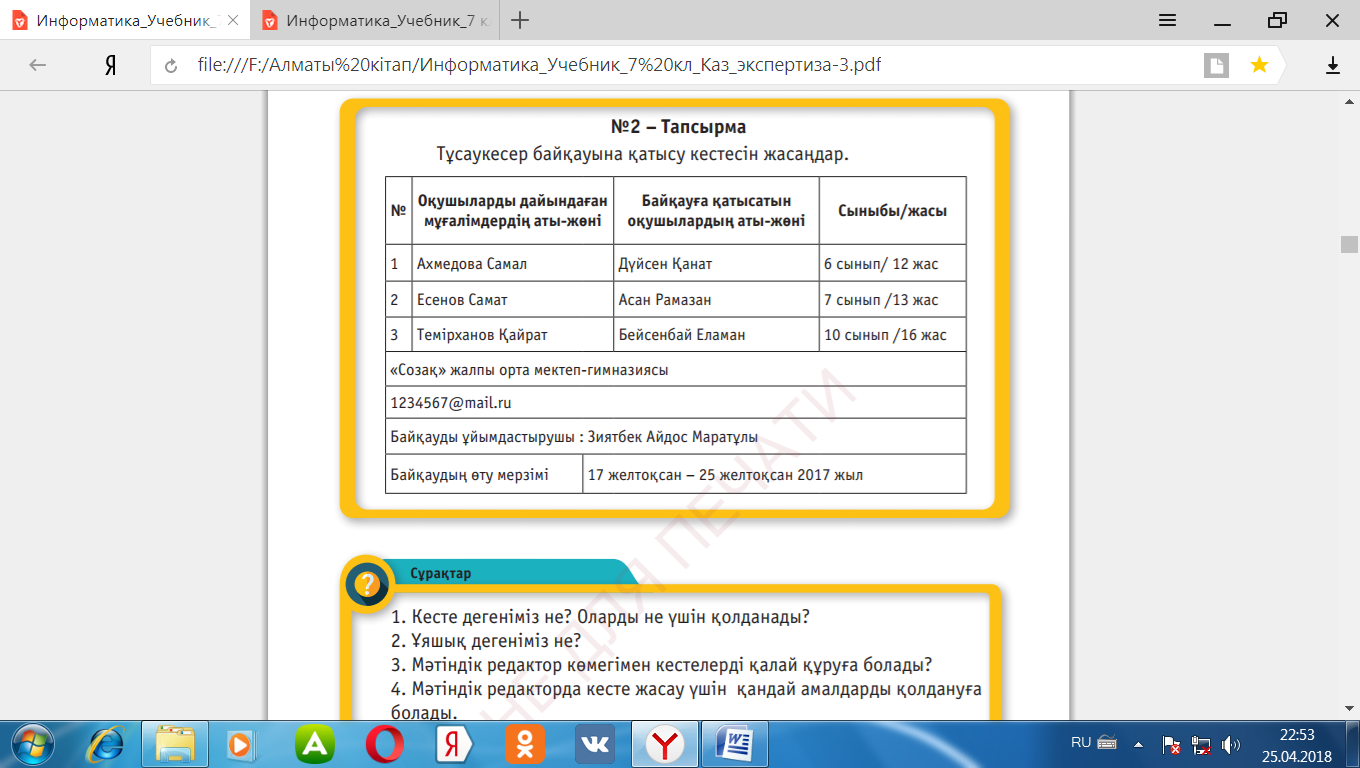 Информатика_Учебник_7
Информатика_Учебник_7 к
file:///F:/Алматы%20кітап/Информатика_Учебник_7%20кл_Каз_экспертиза-3.pdf
№2 – Тапсырма
Тұсаукесер байқауына қатысу кестесін жасаңдар.
№ Оқушыларды дайындаған мұғалімдердің аты-жөні Байқауға қатысатын оқушылардың аты-жөні Сыныбы/жасы
1 Ахмедова Самал Дүйсен Қанат 6 сынып/ 12 жас
2 Есенов Самат Асан Рамазан 7 сынып /13 жас
3 Темірханов Қайрат Бейсенбай Еламан 10 сынып /16 жас
«Созақ» жалпы орта мектеп-гимназиясы
1234567@mail.ru
Байқауды ұйымдастырушы : Зиятбек Айдос Маратұлы
Байқаудың өту мерзімі 17 желтоқсан – 25 желтоқсан 2017 жыл
НЕ ДЛЯ ПЕЧАТИ
Сұрақтар
1. Кесте дегеніміз не? Оларды не үшін қолданады?
2. Ұяшық дегеніміз не?
3. Мәтіндік редактор көмегімен кестелерді қалай құруға болады?
4. Мәтіндік редакторда кесте жасау үшін қандай амалдарды қолдануға
болады.
RU
22:53
25.04.2018